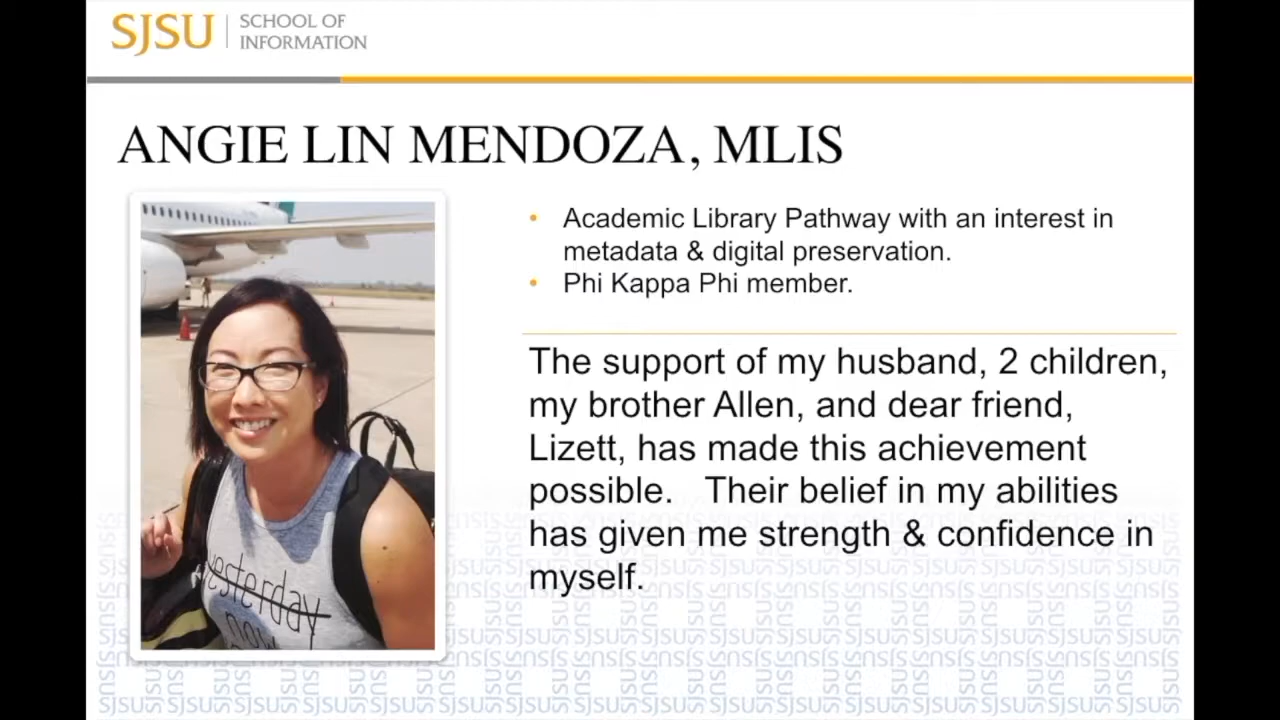 SJSU
SCHOOL OF
INFORMATION
ANGIE LIN MENDOZA, MLIS
• Academic Library Pathway with an interest in
metadata & digital preservation.
• Phi Kappa Phi member.
The support of my husband, 2 children,
my brother Allen, and dear friend,
Lizett, has made this achievement
possible.   Their belief in my abilities
has given me strength & confidence in
myself.
yesterday
now